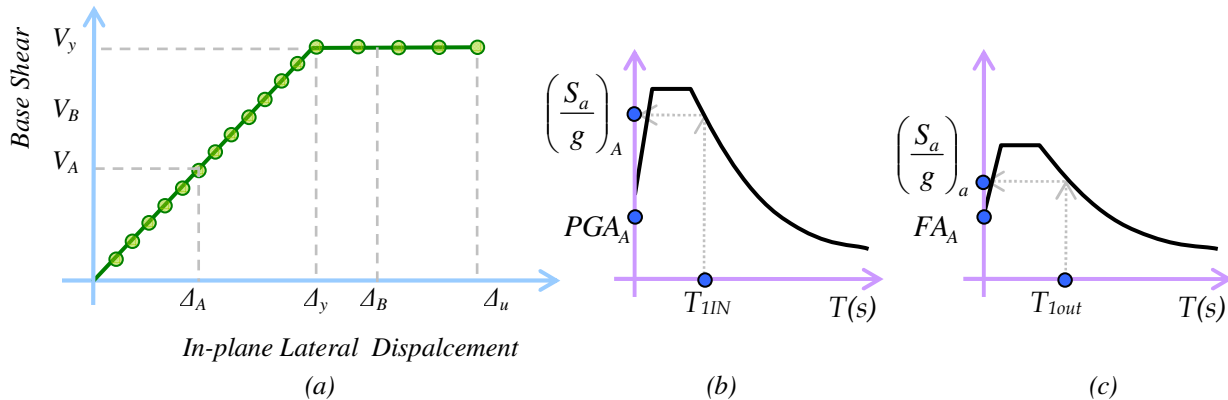 Base Shear
V_y
V_B
V_A
Δ_A Δ_y Δ_B Δ_u
In-plane Lateral Dispalcement
(a)
(S_a/g)_A
PGA_A
T_1IN T(s)
(b)
(S_a/g)_a
FA_A
T_1out T(s)
(c)